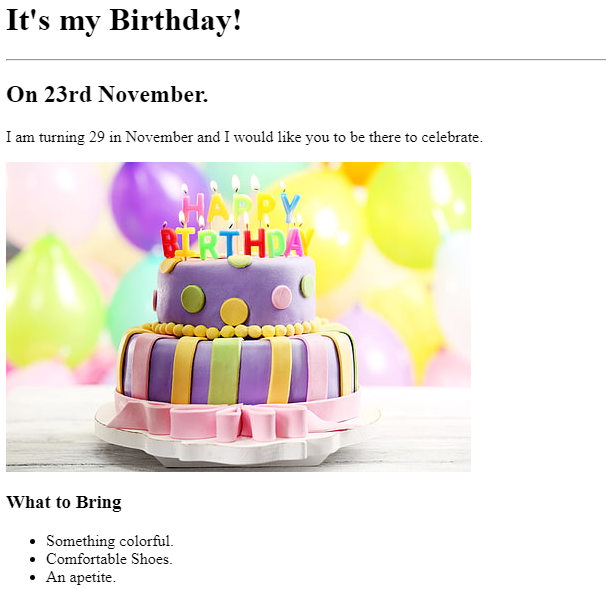 It's my Birthday!
On 23rd November.
I am turning 29 in November and I would like you to be there to celebrate.
HAPPY
BIRTHDAY
What to Bring
Something colorful.
Comfortable Shoes.
An apetite.